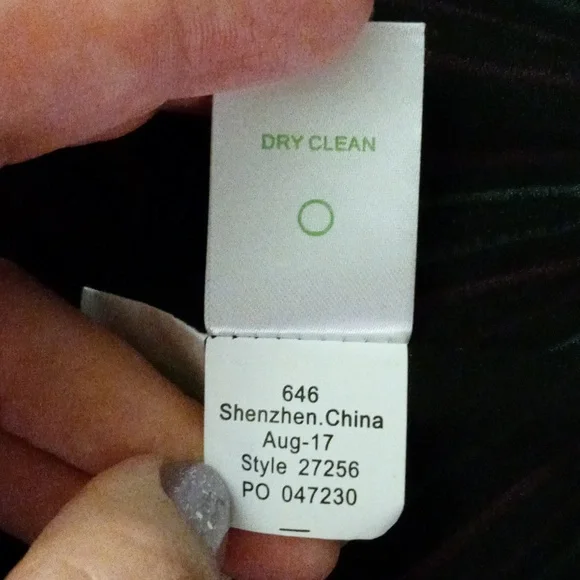 DRY CLEAN
646
Shenzhen.China
Aug-17
Style 27256
PO 047230